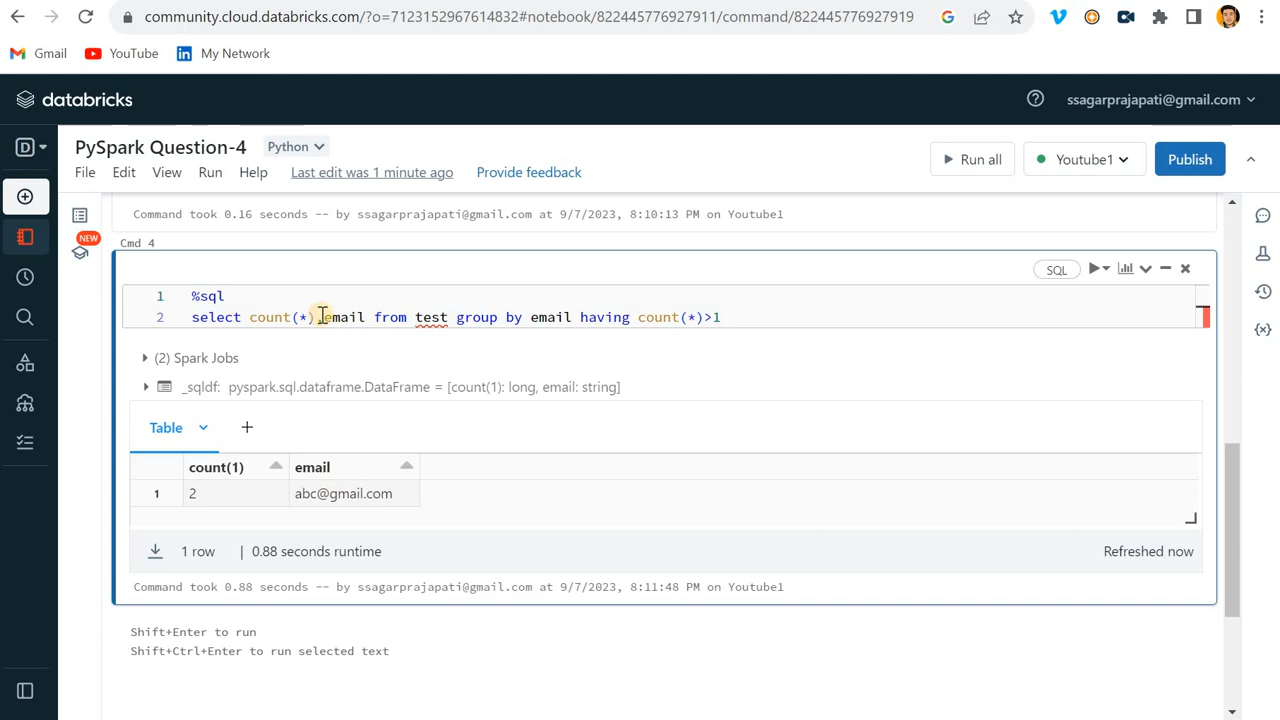 community.cloud.databricks.com/?o=7123152967614832#notebook/822445776927911/command/822445776927919
Gmail YouTube My Network
databricks ssagarprajapati@gmail.com
D
PySpark Question-4 Python Run all Youtube1 Publish
File Edit View Run Help Last edit was 1 minute ago Provide feedback
Command took 0.16 seconds -- by ssagarprajapati@gmail.com at 9/7/2023, 8:10:13 PM on Youtube1
NEW
Cmd 4
SQL
1 %sql
2 select count(*),email from test group by email having count(*)>1
(2) Spark Jobs
_sqldf: pyspark.sql.dataframe.DataFrame = [count(1): long, email: string]
Table +
count(1) email
1 2 abc@gmail.com
1 row | 0.88 seconds runtime Refreshed now
Command took 0.88 seconds -- by ssagarprajapati@gmail.com at 9/7/2023, 8:11:48 PM on Youtube1
Shift+Enter to run
Shift+Ctrl+Enter to run selected text